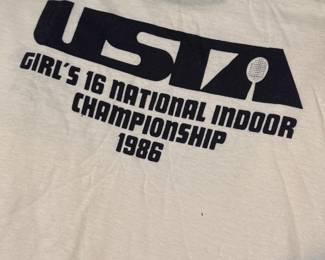 USTA
GIRL'S 16 NATIONAL INDOOR
CHAMPIONSHIP
1986